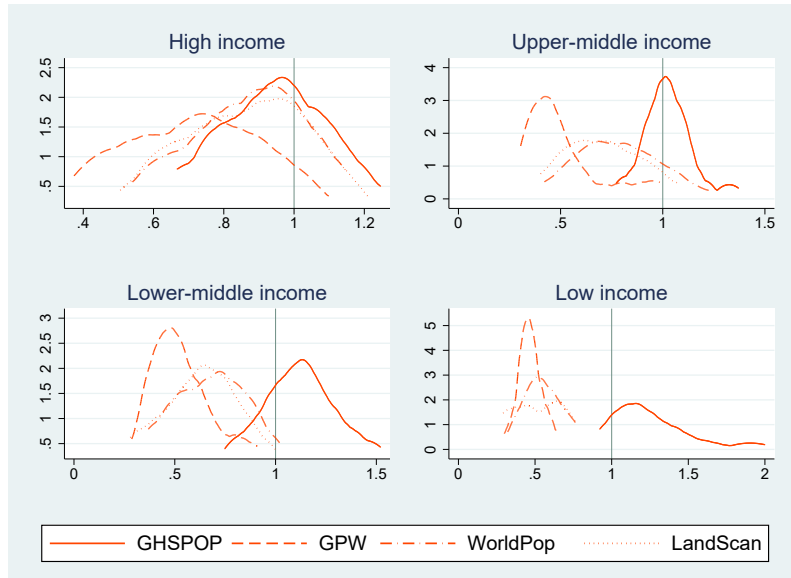 High income
2.5
2
1.5
1
.5
.4 .6 .8 1 1.2
Upper-middle income
4
3
2
1
0
0 .5 1 1.5
Lower-middle income
3
2.5
2
1.5
1
.5
0 .5 1 1.5
Low income
5
4
3
2
1
0
0 .5 1 1.5 2
GHSPOP GPW WorldPop LandScan